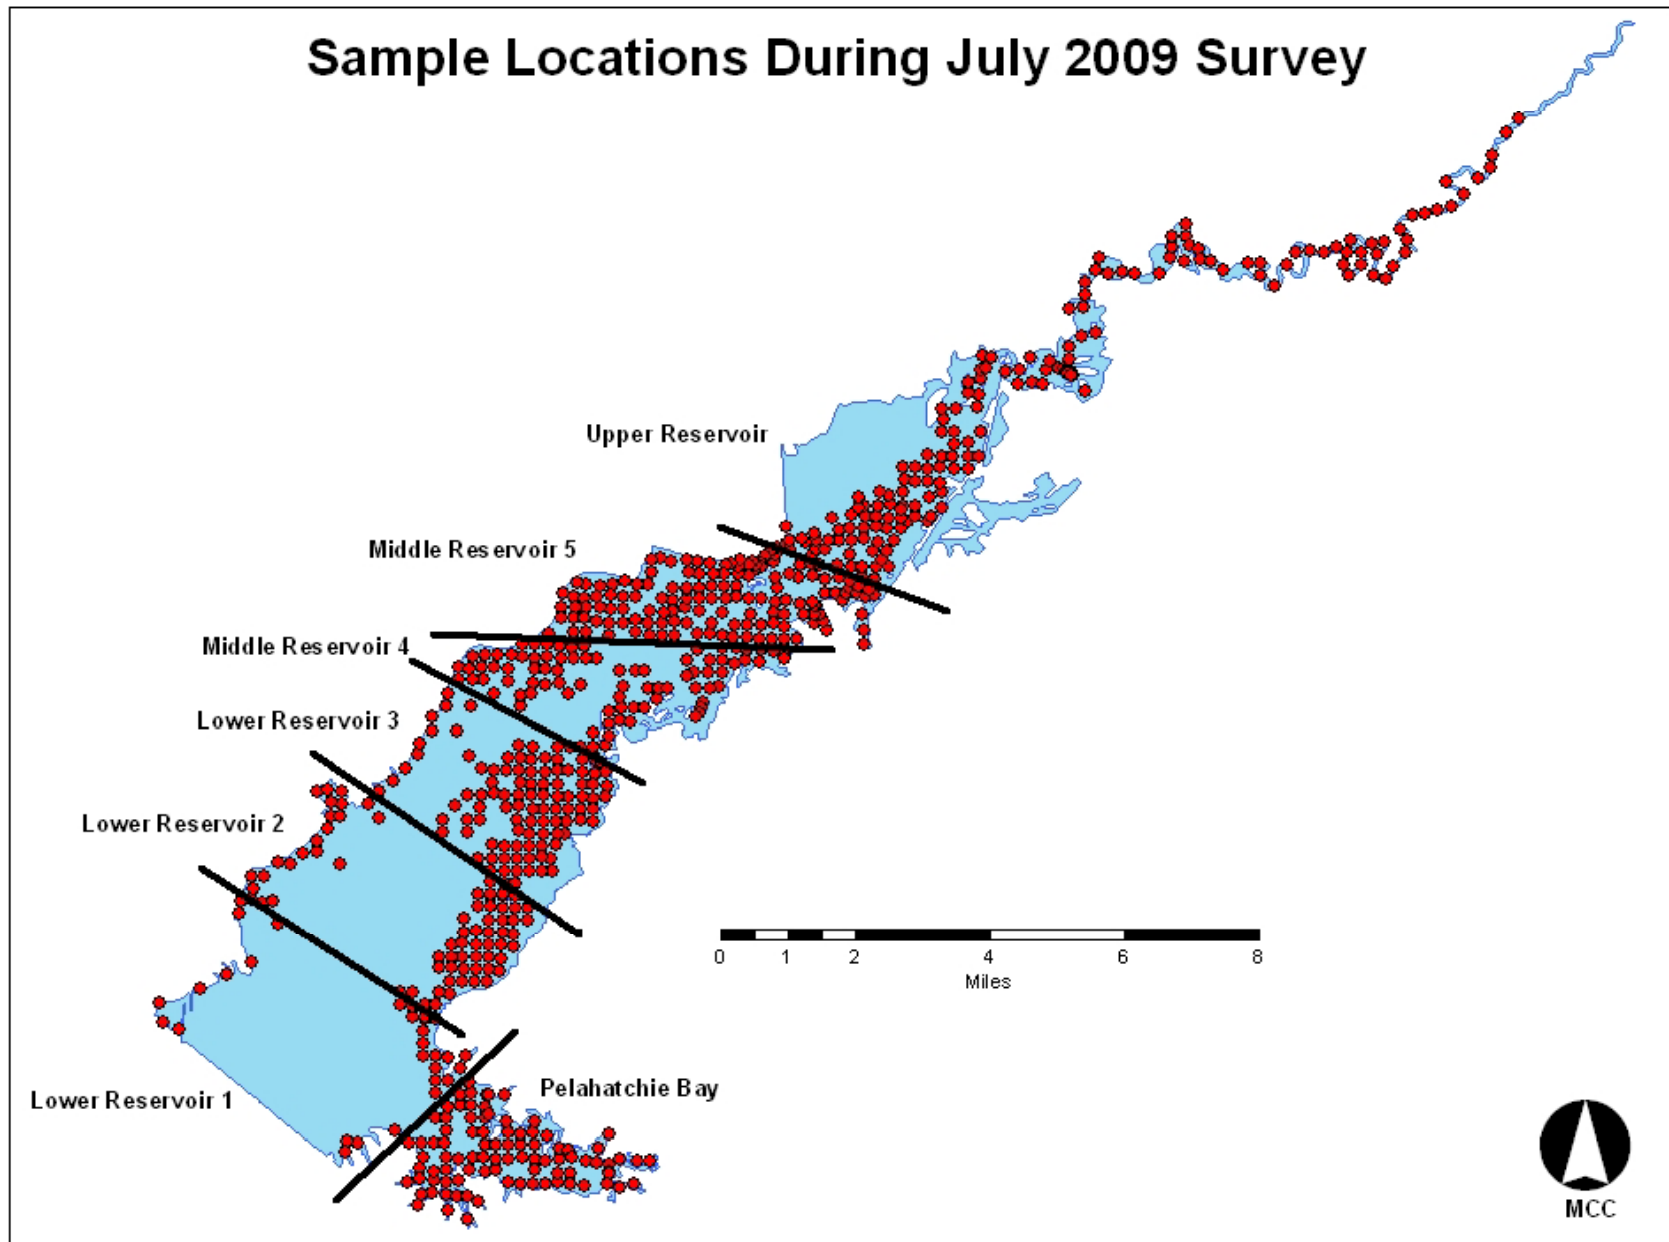 Sample Locations During July 2009 Survey
Upper Reservoir
Middle Reservoir 5
Middle Reservoir 4
Lower Reservoir 3
Lower Reservoir 2
Lower Reservoir 1
Pelahatchie Bay
0 1 2 4 6 8
Miles
MCC